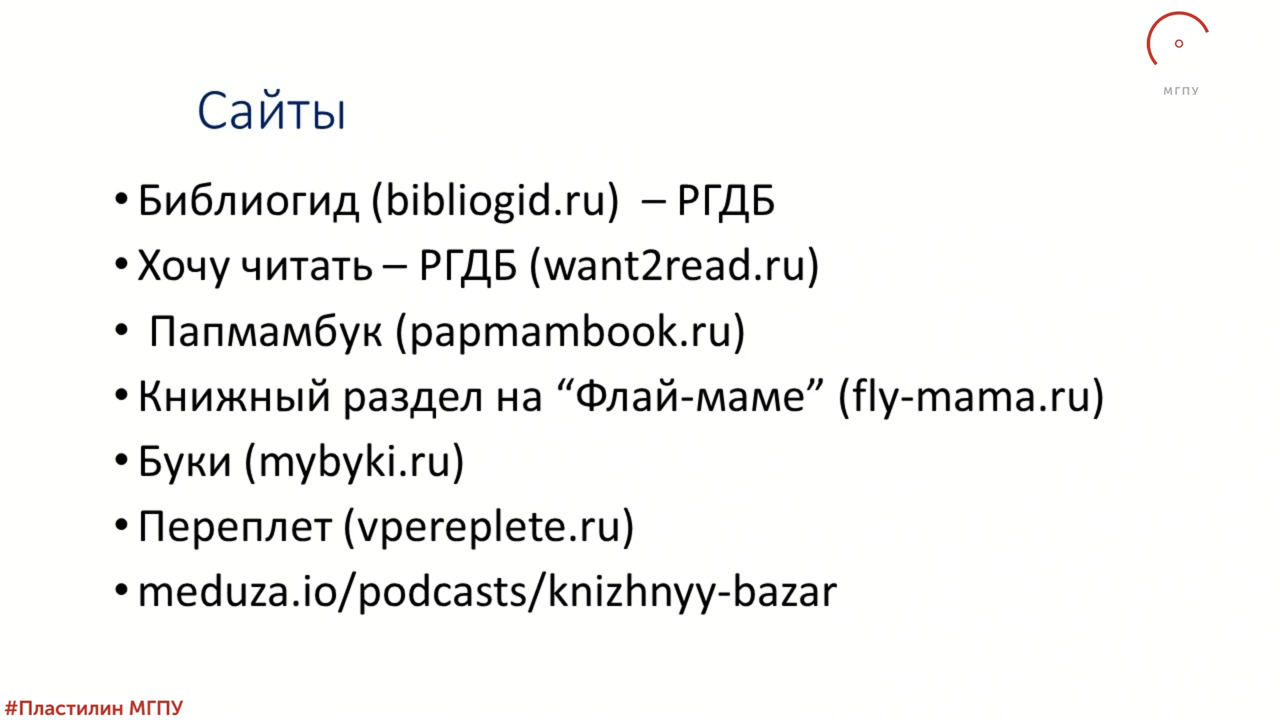 МГПУ
Сайты
• Библиогид (bibliogid.ru) – РГДБ
• Хочу читать – РГДБ (want2read.ru)
• Папмамбук (papmambook.ru)
• Книжный раздел на “Флай-маме” (fly-mama.ru)
• Буки (mybyki.ru)
• Переплет (vpereplete.ru)
• meduza.io/podcasts/knizhnyy-bazar
#Пластилин МГПУ